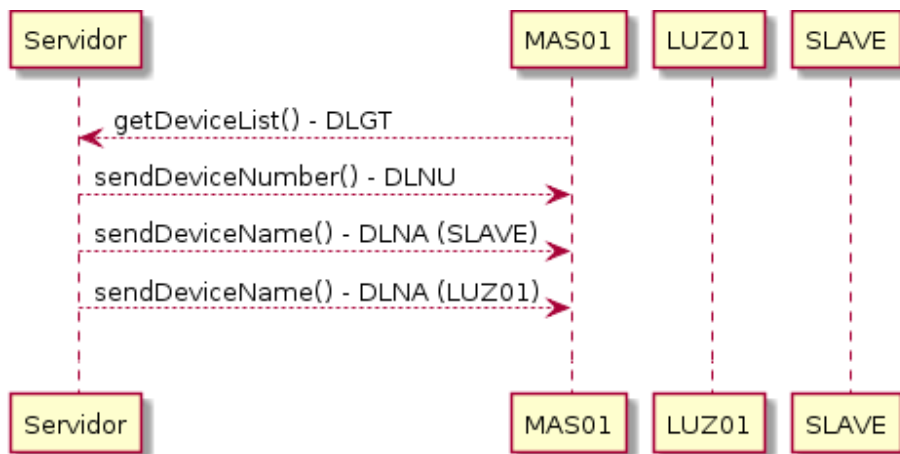 Servidor
MAS01
LUZ01
SLAVE
getDeviceList() - DLGT
sendDeviceNumber() - DLNU
sendDeviceName() - DLNA (SLAVE)
sendDeviceName() - DLNA (LUZ01)
Servidor
MAS01
LUZ01
SLAVE